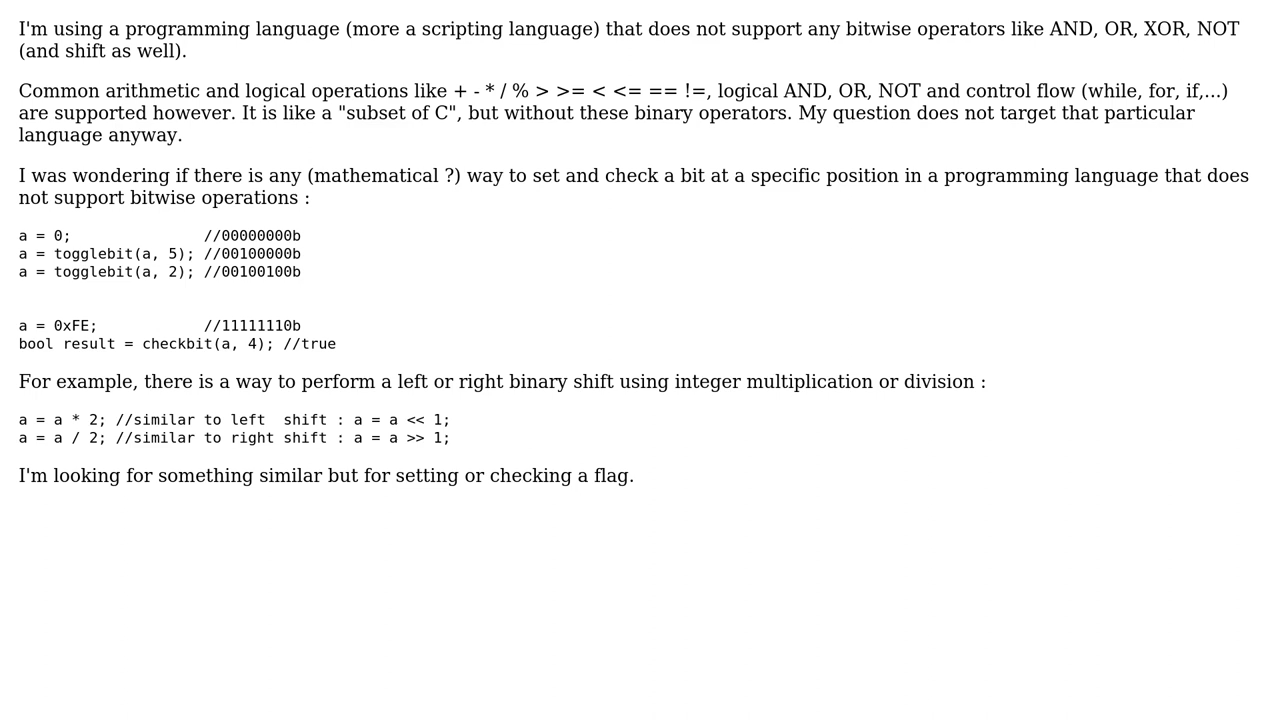 I'm using a programming language (more a scripting language) that does not support any bitwise operators like AND, OR, XOR, NOT
(and shift as well).
Common arithmetic and logical operations like + - * / % > >= < <= == !=, logical AND, OR, NOT and control flow (while, for, if,...)
are supported however. It is like a "subset of C", but without these binary operators. My question does not target that particular
language anyway.
I was wondering if there is any (mathematical ?) way to set and check a bit at a specific position in a programming language that does
not support bitwise operations :
a = 0;               //00000000b
a = togglebit(a, 5); //00100000b
a = togglebit(a, 2); //00100100b
a = 0xFE;            //11111110b
bool result = checkbit(a, 4); //true
For example, there is a way to perform a left or right binary shift using integer multiplication or division :
a = a * 2; //similar to left  shift : a = a << 1;
a = a / 2; //similar to right shift : a = a >> 1;
I'm looking for something similar but for setting or checking a flag.